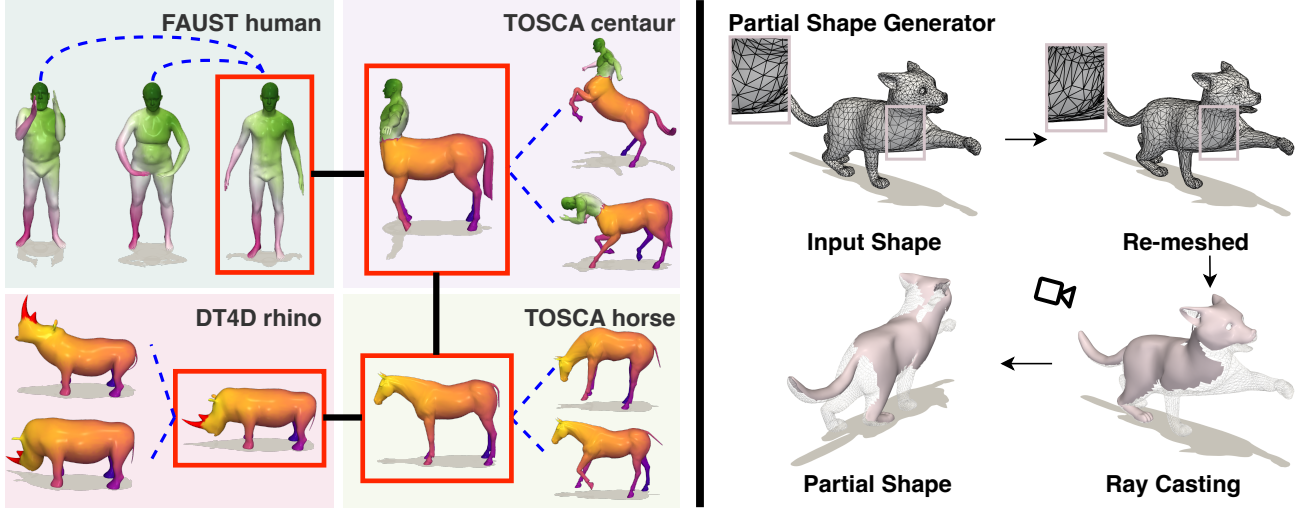 FAUST human
TOSCA centaur
DT4D rhino
TOSCA horse
Partial Shape Generator
Input Shape
Re-meshed
Partial Shape
Ray Casting